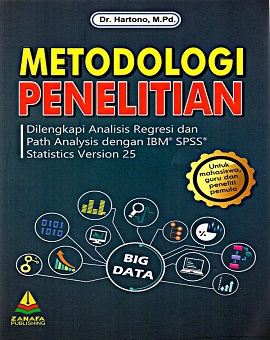 Dr. Hartono, M.Pd.
METODOLOGI
PENELITIAN
Dilengkapi Analisis Regresi dan
Path Analysis dengan IBM® SPSS®
Statistics Version 25
Untuk
mahasiswa,
guru dan
peneliti
pemula
BIG
DATA
ZANAFA
PUBLISHING